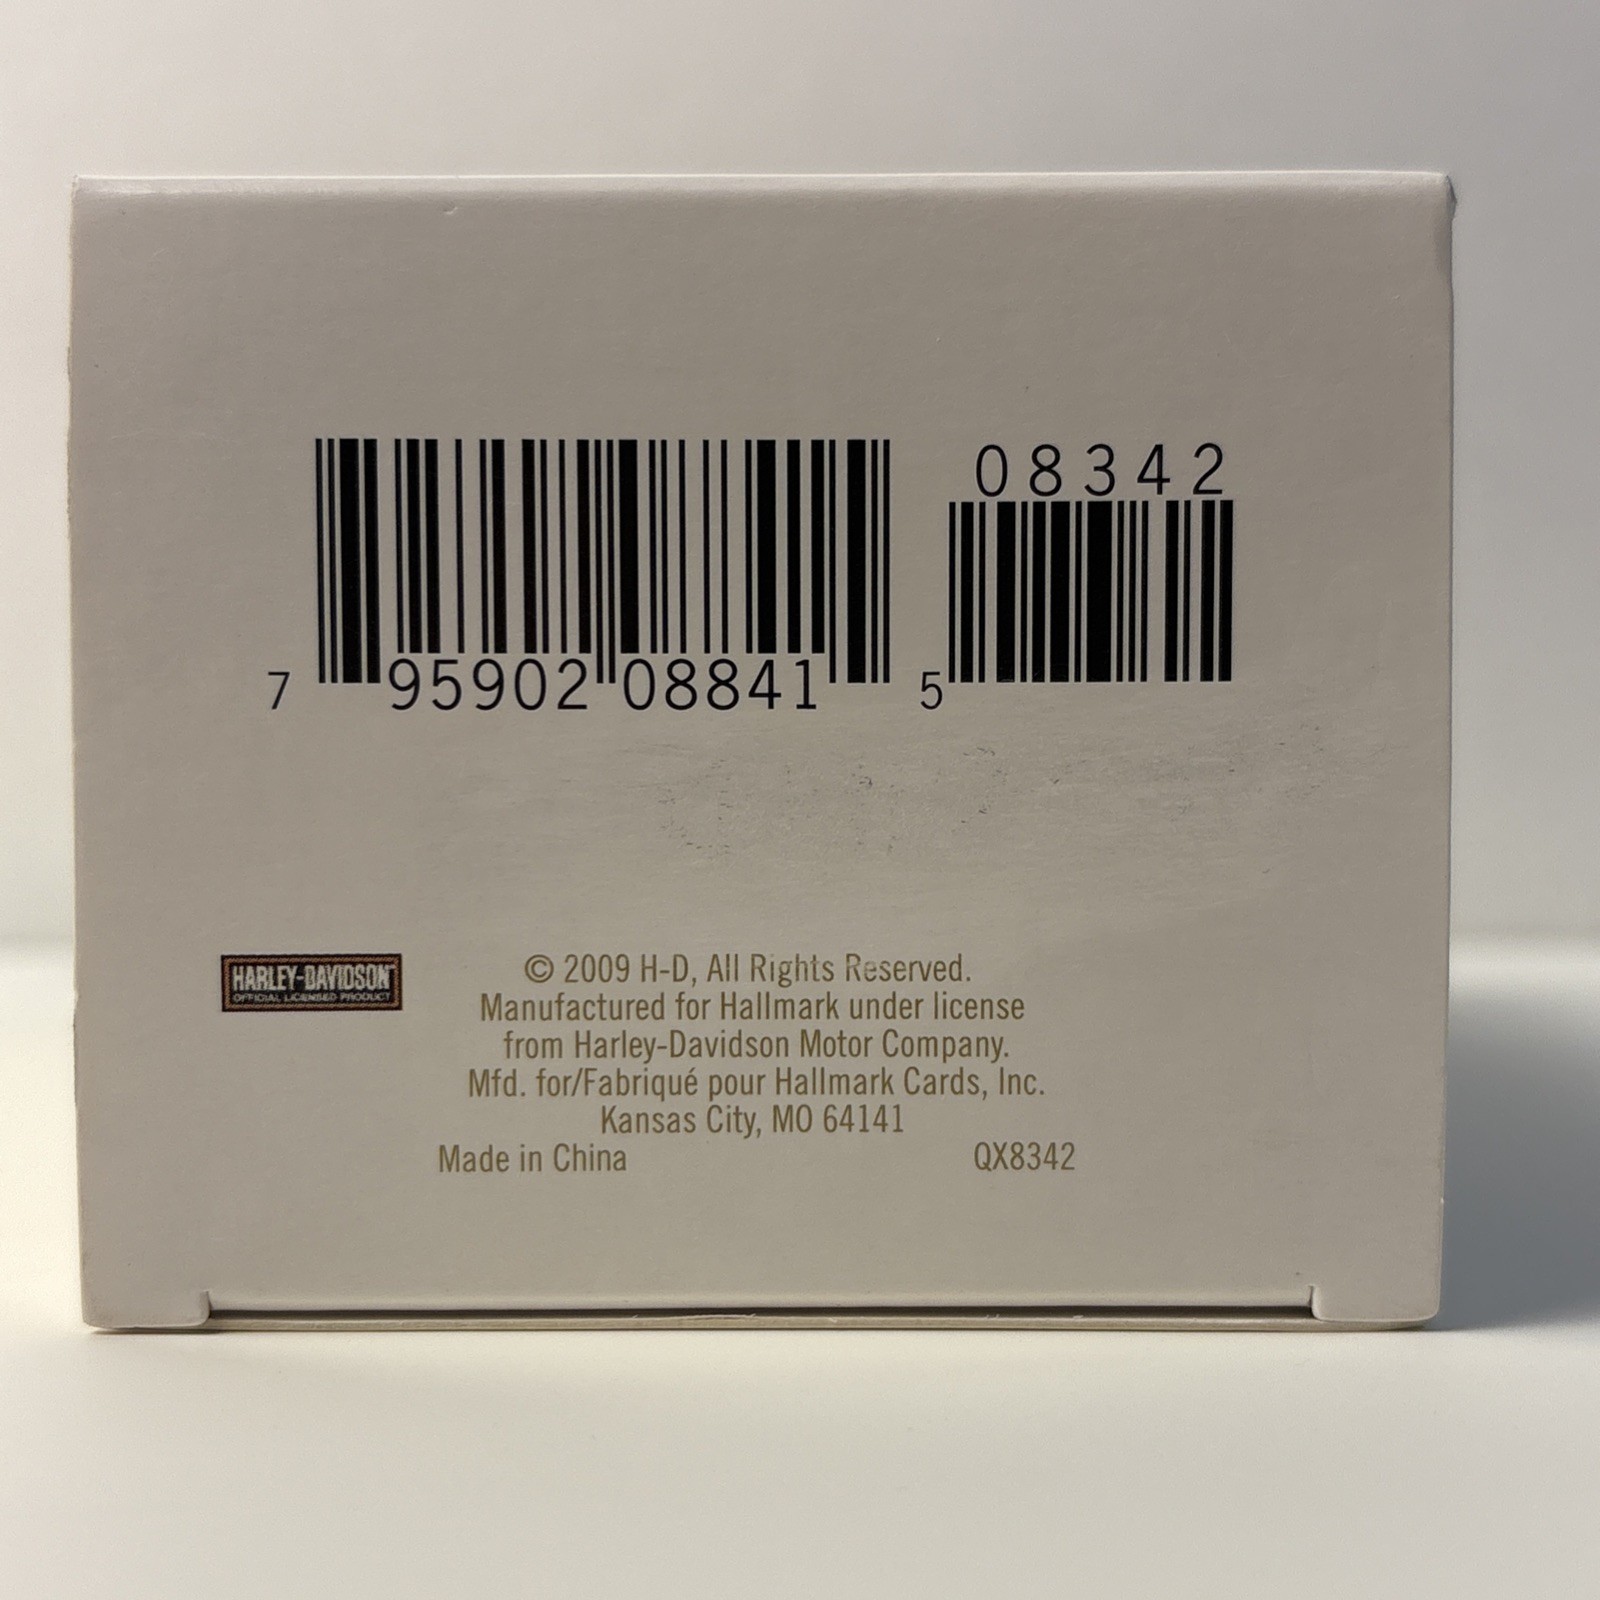 08342
7 95902 08841 5
HARLEY-DAVIDSON
OFFICIAL LICENSED PRODUCT
© 2009 H-D, All Rights Reserved.
Manufactured for Hallmark under license
from Harley-Davidson Motor Company.
Mfd. for/Fabriqué pour Hallmark Cards, Inc.
Kansas City, MO 64141
Made in China QX8342